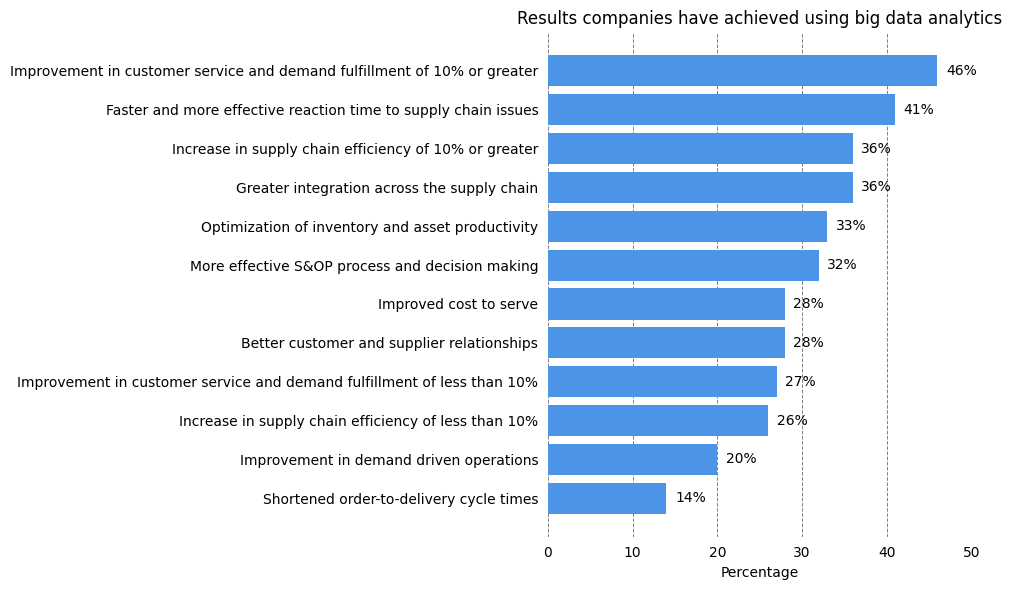 Results companies have achieved using big data analytics
Improvement in customer service and demand fulfillment of 10% or greater 46%
Faster and more effective reaction time to supply chain issues 41%
Increase in supply chain efficiency of 10% or greater 36%
Greater integration across the supply chain 36%
Optimization of inventory and asset productivity 33%
More effective S&OP process and decision making 32%
Improved cost to serve 28%
Better customer and supplier relationships 28%
Improvement in customer service and demand fulfillment of less than 10% 27%
Increase in supply chain efficiency of less than 10% 26%
Improvement in demand driven operations 20%
Shortened order-to-delivery cycle times 14%
0 10 20 30 40 50
Percentage